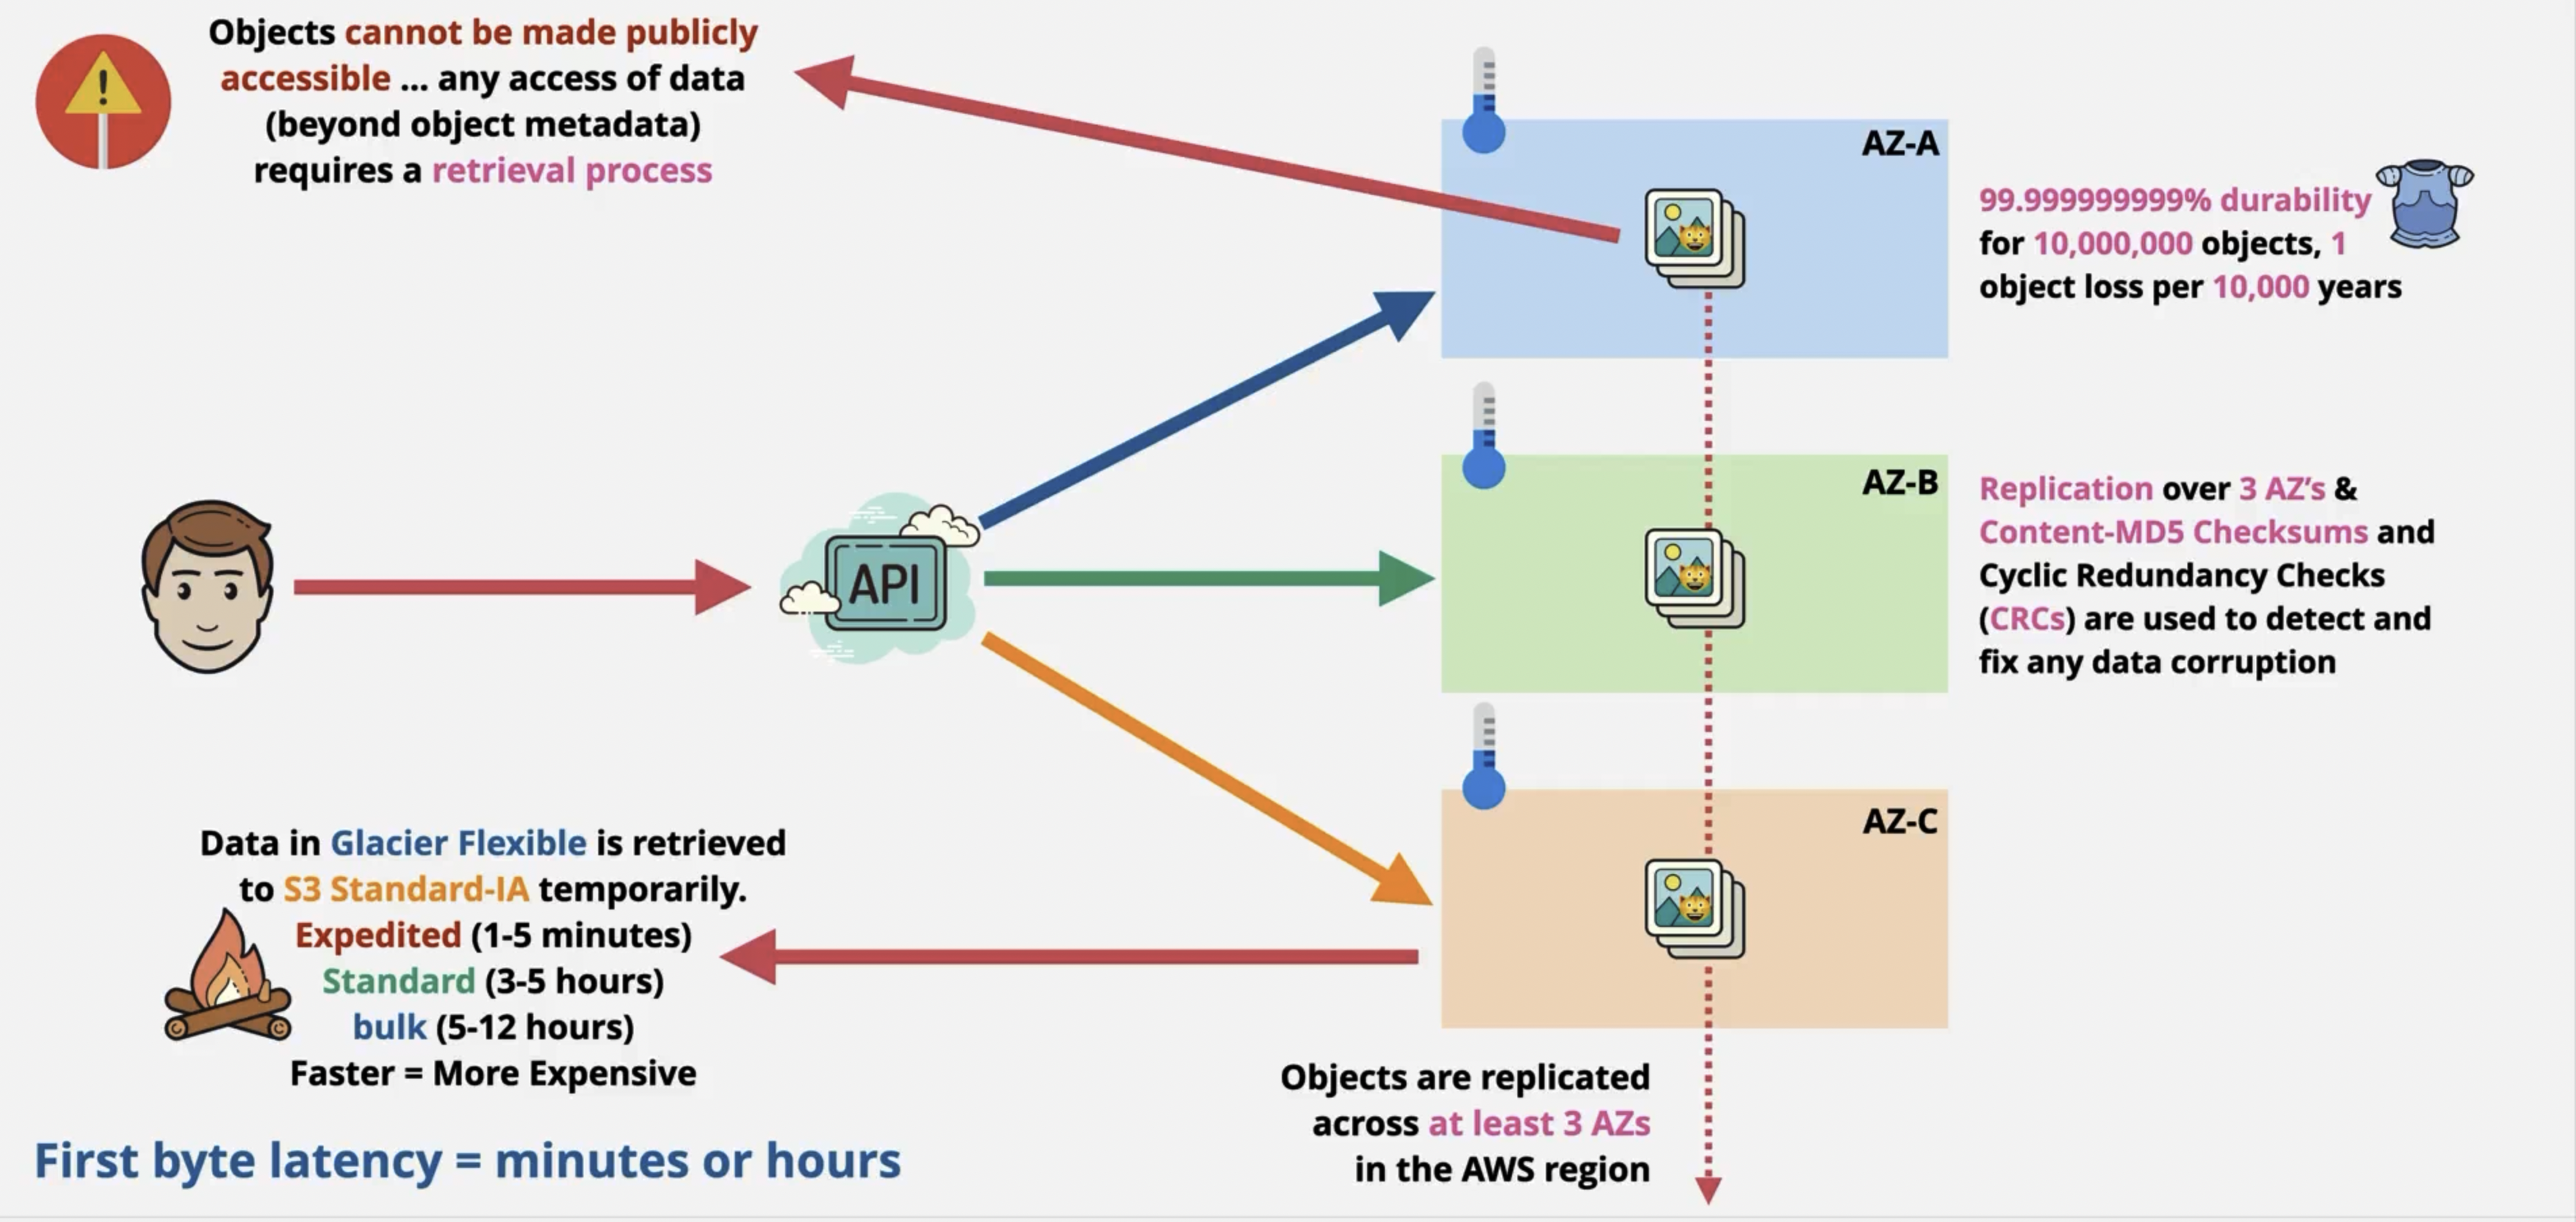 Objects cannot be made publicly
accessible ... any access of data
(beyond object metadata)
requires a retrieval process
AZ-A
99.999999999% durability
for 10,000,000 objects, 1
object loss per 10,000 years
API
AZ-B
Replication over 3 AZ's &
Content-MD5 Checksums and
Cyclic Redundancy Checks
(CRCs) are used to detect and
fix any data corruption
AZ-C
Data in Glacier Flexible is retrieved
to S3 Standard-IA temporarily.
Expedited (1-5 minutes)
Standard (3-5 hours)
bulk (5-12 hours)
Faster = More Expensive
Objects are replicated
across at least 3 AZs
in the AWS region
First byte latency = minutes or hours